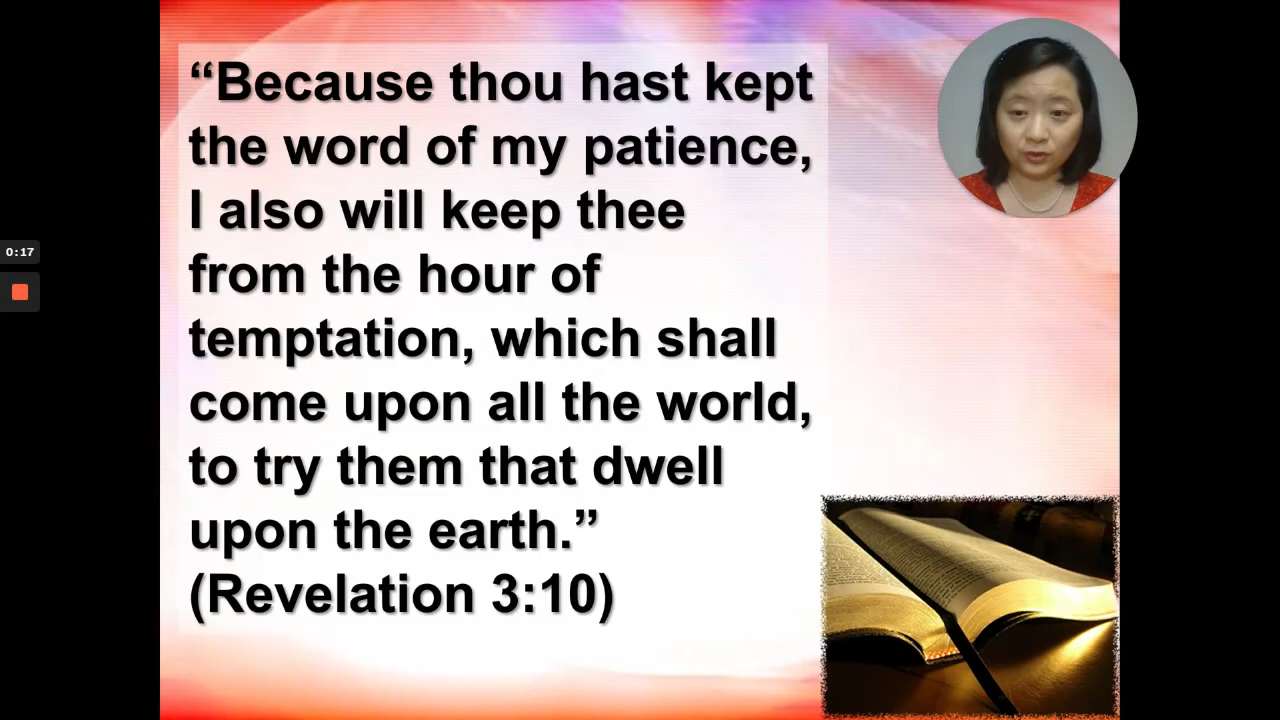 “Because thou hast kept
the word of my patience,
I also will keep thee
from the hour of
temptation, which shall
come upon all the world,
to try them that dwell
upon the earth.”
(Revelation 3:10)
0:17